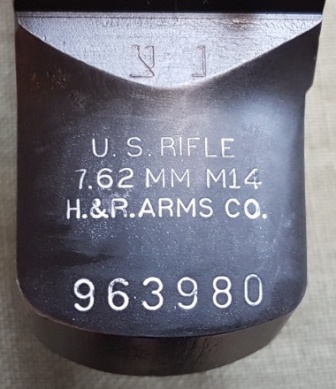 U. S. RIFLE
7.62 MM M14
H.&R. ARMS CO.
963980